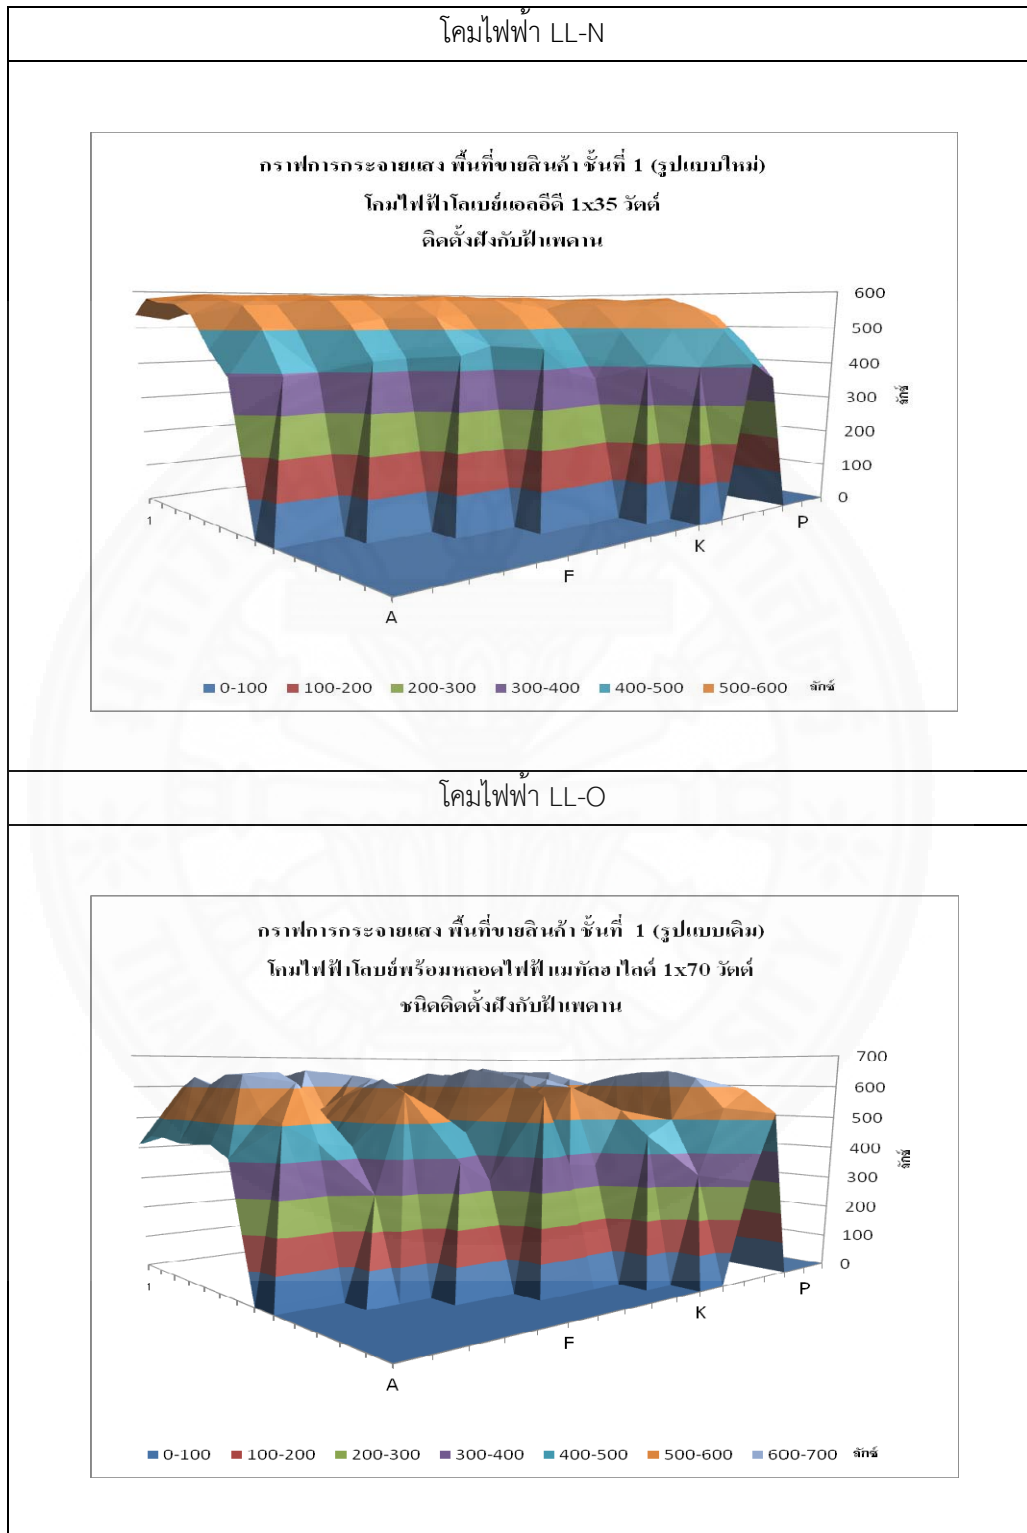 โคมไฟฟ้า LL-N
กราฟการกระจายแสง พื้นที่ขายสินค้า ชั้นที่ 1 (รูปแบบใหม่)
โคมไฟฟ้าโลเบย์แอลอีดี 1x35 วัตต์
ติดตั้งฝังกับฝ้าเพดาน
600
500
400
300
200
100
0
ลักซ์
1
A
F
K
P
0-100 100-200 200-300 300-400 400-500 500-600 ลักซ์
โคมไฟฟ้า LL-O
กราฟการกระจายแสง พื้นที่ขายสินค้า ชั้นที่ 1 (รูปแบบเดิม)
โคมไฟฟ้าโลบย์พร้อมหลอดไฟฟ้าเมทัลฮาไลด์ 1x70 วัตต์
ชนิดติดตั้งฝังกับฝ้าเพดาน
700
600
500
400
300
200
100
0
ลักซ์
1
A
F
K
P
0-100 100-200 200-300 300-400 400-500 500-600 600-700 ลักซ์